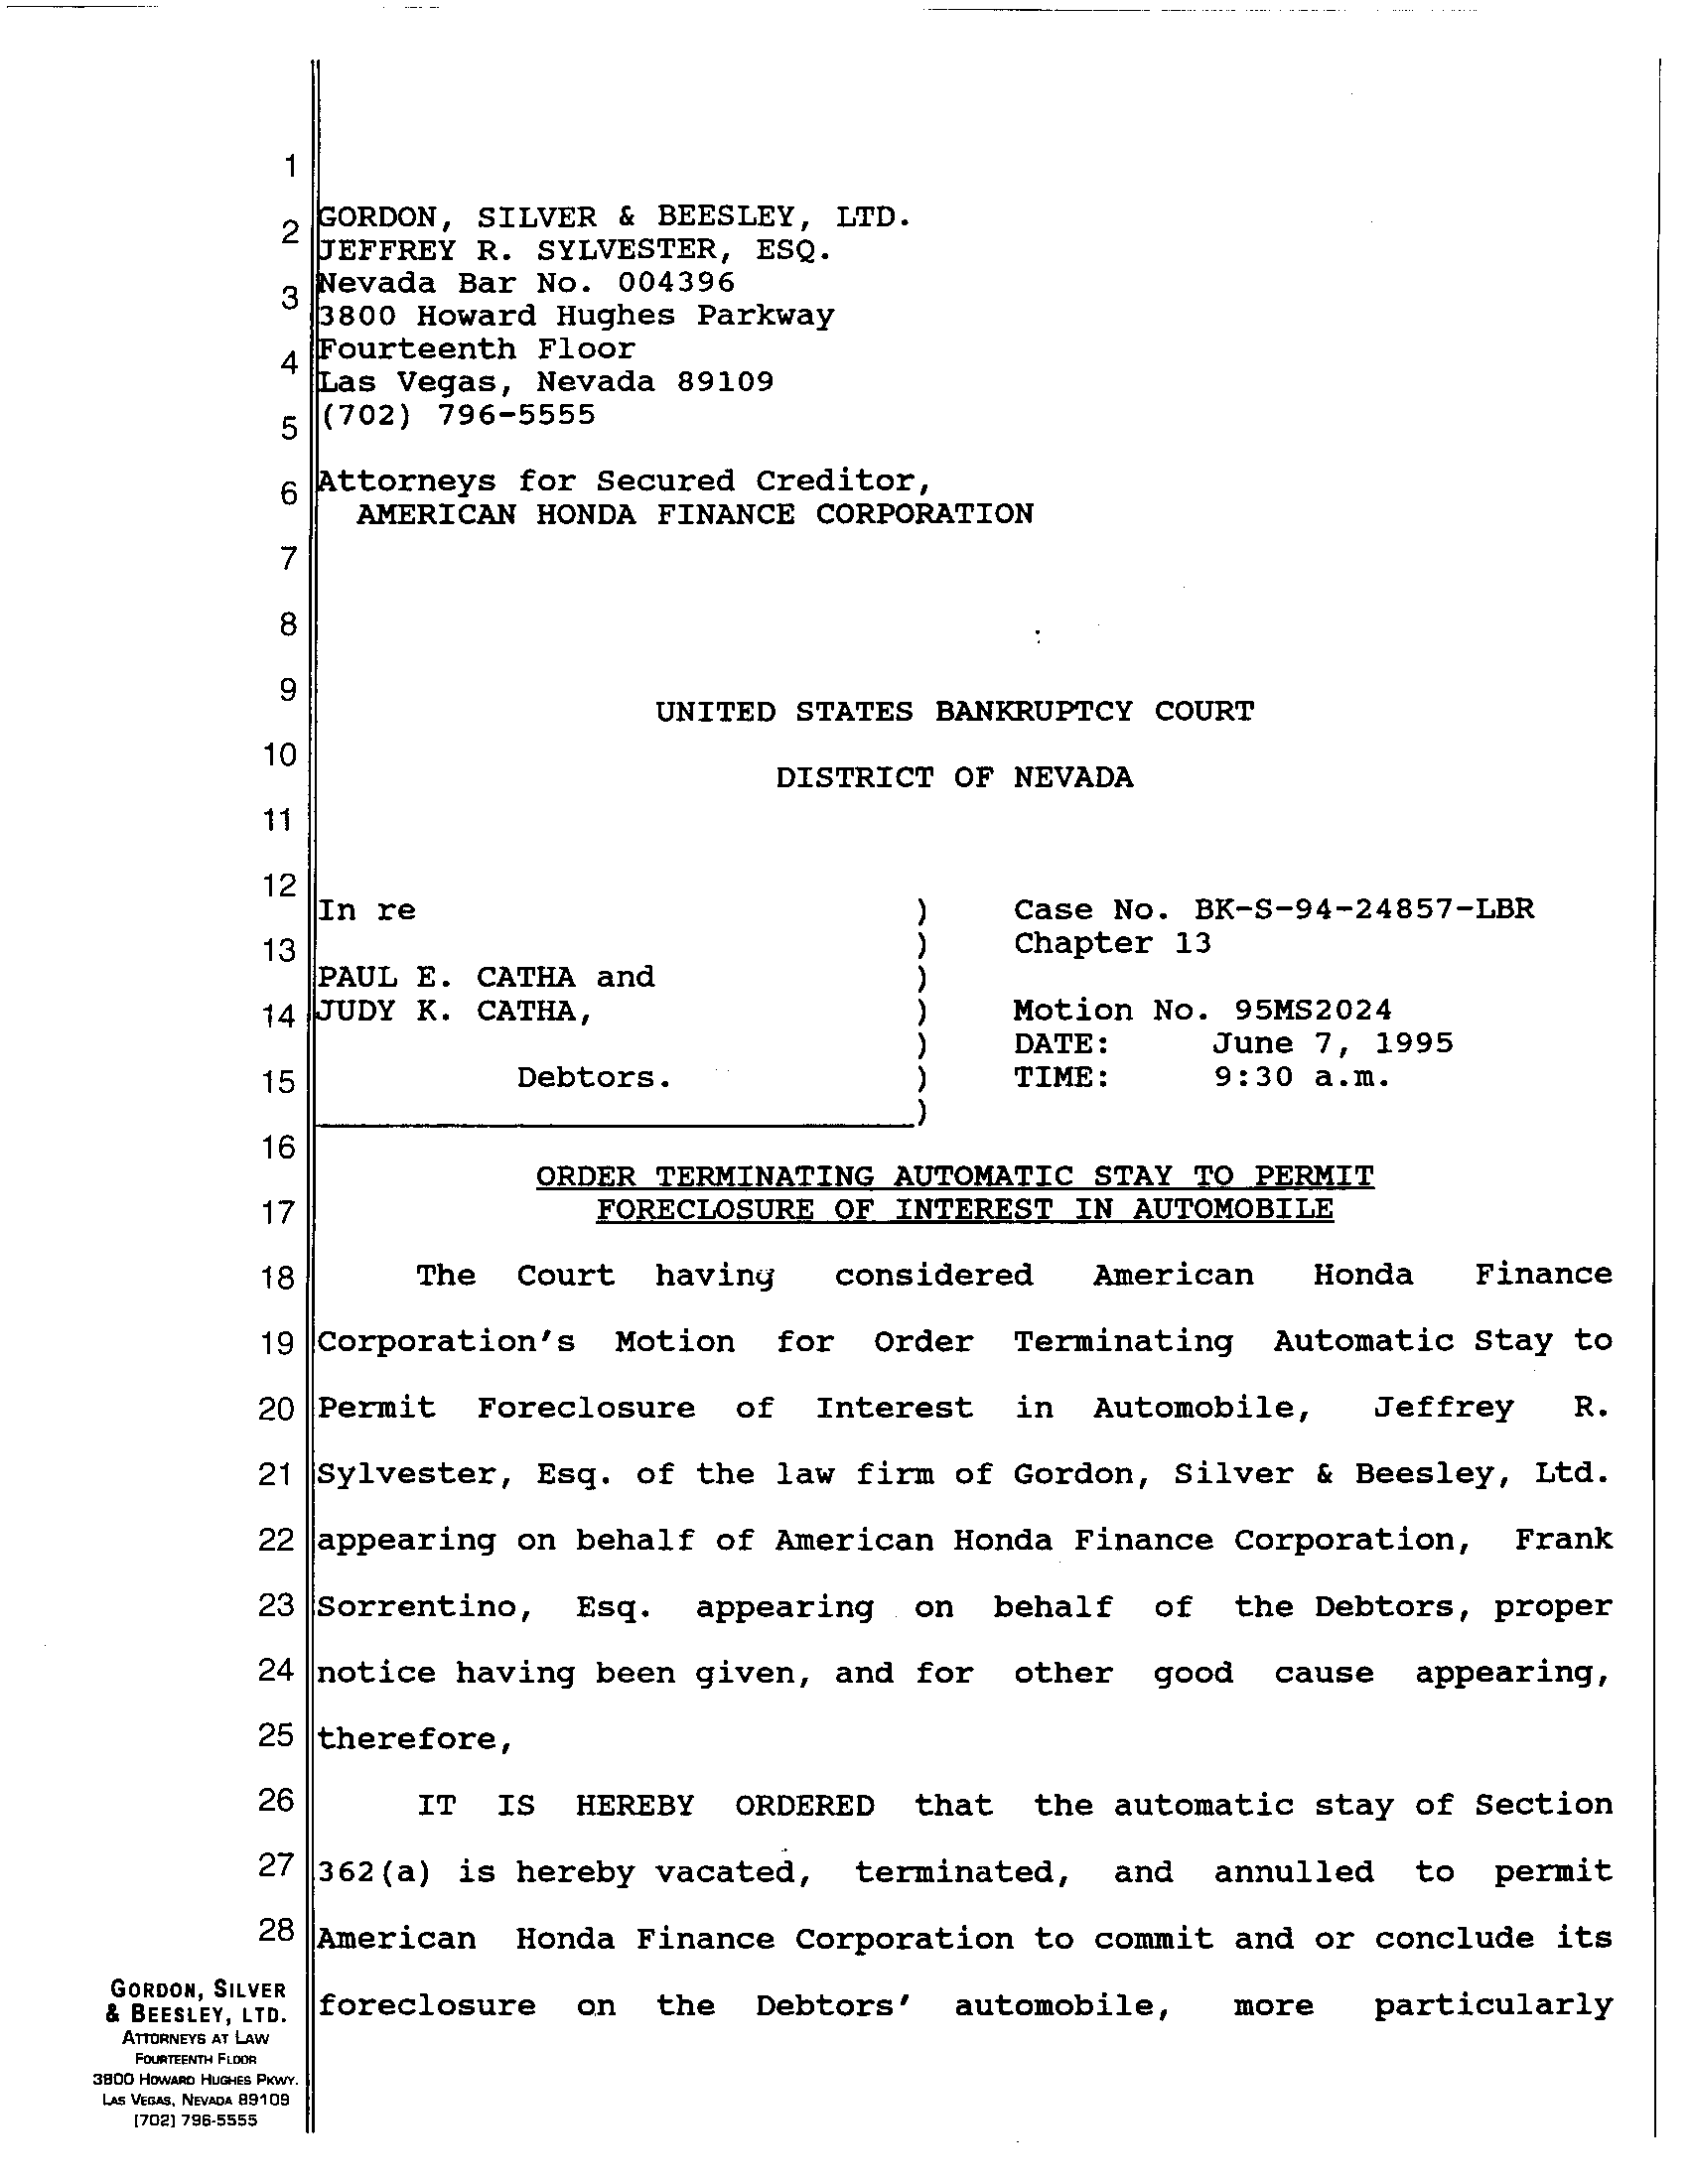 1
GORDON, SILVER & BEESLEY, LTD.
2
JEFFREY R. SYLVESTER, ESQ.
Nevada Bar No. 004396
3
3800 Howard Hughes Parkway
Fourteenth Floor
4
Las Vegas, Nevada 89109
(702) 796-5555
5
Attorneys for Secured Creditor,
6
AMERICAN HONDA FINANCE CORPORATION
7
8
9
UNITED STATES BANKRUPTCY COURT
10
DISTRICT OF NEVADA
11
12
In re ) Case No. BK-S-94-24857-LBR
13 ) Chapter 13
PAUL E. CATHA and )
14 JUDY K. CATHA, ) Motion No. 95MS2024
) DATE: June 7, 1995
15 Debtors. ) TIME: 9:30 a.m.
)
16
ORDER TERMINATING AUTOMATIC STAY TO PERMIT
17 FORECLOSURE OF INTEREST IN AUTOMOBILE
18 The Court having considered American Honda Finance
19 Corporation's Motion for Order Terminating Automatic Stay to
20 Permit Foreclosure of Interest in Automobile, Jeffrey R.
21 Sylvester, Esq. of the law firm of Gordon, Silver & Beesley, Ltd.
22 appearing on behalf of American Honda Finance Corporation, Frank
23 Sorrentino, Esq. appearing on behalf of the Debtors, proper
24 notice having been given, and for other good cause appearing,
25 therefore,
26 IT IS HEREBY ORDERED that the automatic stay of Section
27 362(a) is hereby vacated, terminated, and annulled to permit
28 American Honda Finance Corporation to commit and or conclude its
foreclosure on the Debtors' automobile, more particularly
GORDON, SILVER
& BEESLEY, LTD.
ATTORNEYS AT LAW
FOURTEENTH FLOOR
3800 HOWARD HUGHES PKWY.
LAS VEGAS, NEVADA 89109
(702) 796-5555